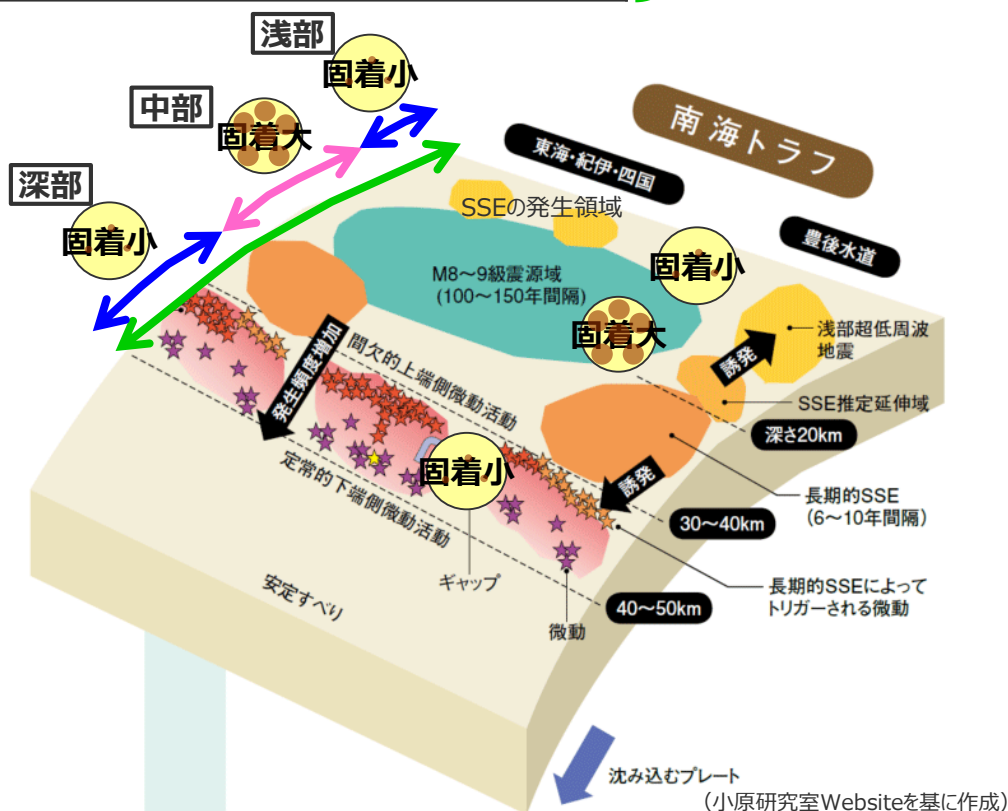 浅部
固着小
中部
固着大
深部
固着小
南海トラフ
東海・紀伊・四国
豊後水道
SSEの発生領域
固着小
M8～9級震源域
(100～150年間隔)
固着大
浅部超低周波
地震
誘発
SSE推定延伸域
深さ20km
発生頻度増加
間欠的上端側微動活動
定常的下端側微動活動
固着小
誘発
長期的SSE
(6～10年間隔)
30～40km
ギャップ
長期的SSEによって
トリガーされる微動
40～50km
微動
安定すべり
沈み込むプレート
(小原研究室Websiteを基に作成)